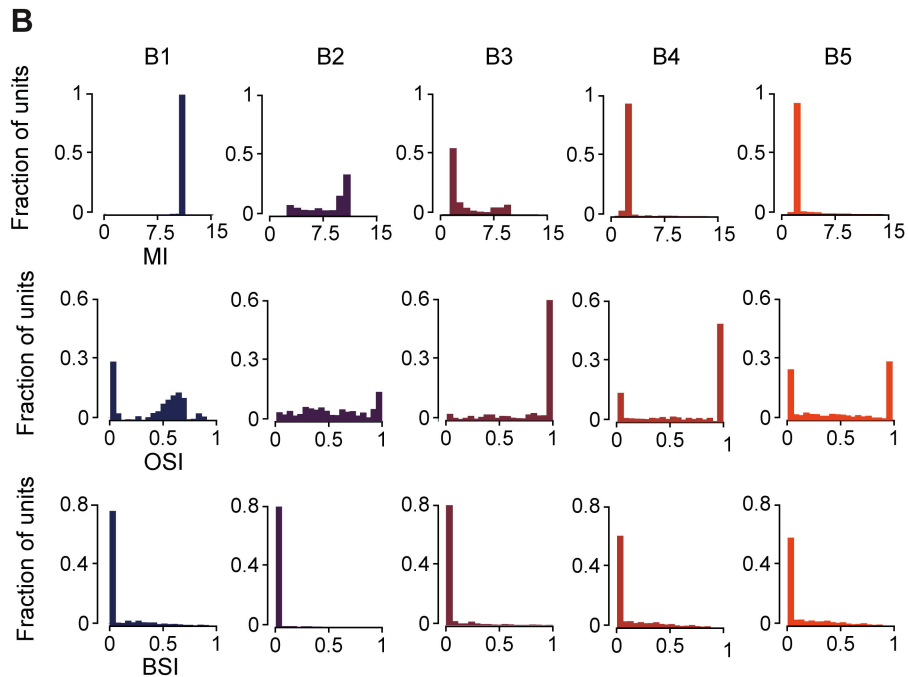 B
B1 B2 B3 B4 B5
Fraction of units
1 1 1 1 1
0.5 0.5 0.5 0.5 0.5
0 0 0 0 0
0 7.5 15 0 7.5 15 0 7.5 15 0 7.5 15 0 7.5 15
MI
Fraction of units
0.6 0.6 0.6 0.6 0.6
0.3 0.3 0.3 0.3 0.3
0 0 0 0 0
0 0.5 1 0 0.5 1 0 0.5 1 0 0.5 1 0 0.5 1
OSI
Fraction of units
0.8 0.8 0.8 0.8 0.8
0.4 0.4 0.4 0.4 0.4
0 0 0 0 0
0 0.5 1 0 0.5 1 0 0.5 1 0 0.5 1 0 0.5 1
BSI